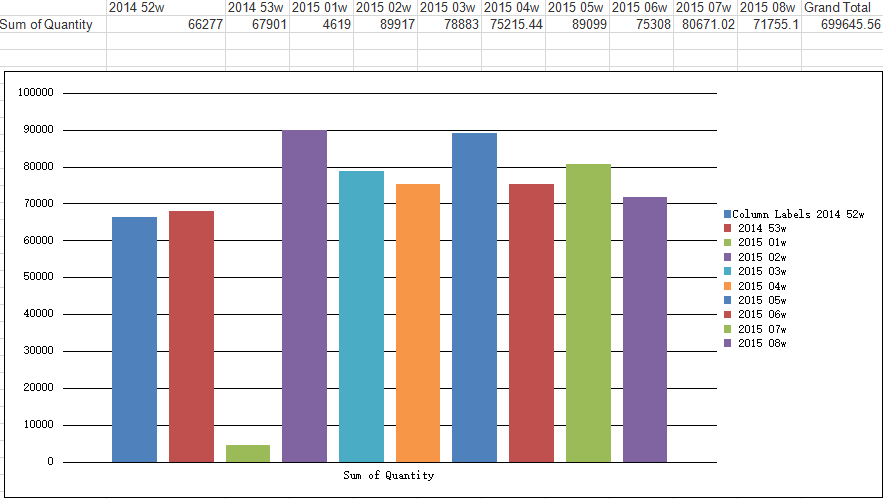 2014 52w 2014 53w 2015 01w 2015 02w 2015 03w 2015 04w 2015 05w 2015 06w 2015 07w 2015 08w Grand Total
Sum of Quantity 66277 67901 4619 89917 78883 75215.44 89099 75308 80671.02 71755.1 699645.56
100000
90000
80000
70000
60000
50000
40000
30000
20000
10000
0
Sum of Quantity
Column Labels 2014 52w
2014 53w
2015 01w
2015 02w
2015 03w
2015 04w
2015 05w
2015 06w
2015 07w
2015 08w